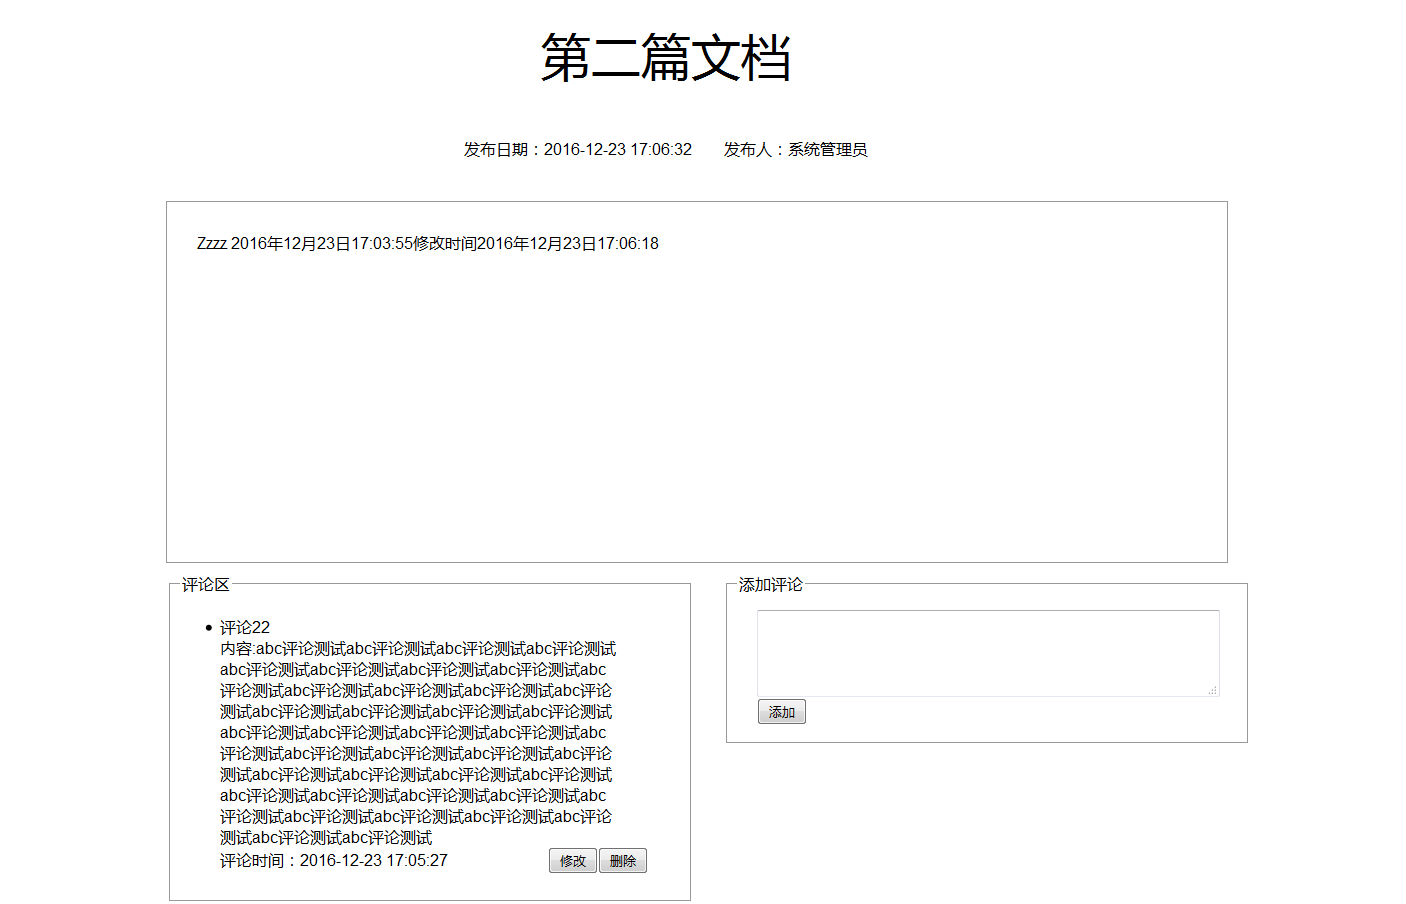 第二篇文档
发布日期：2016-12-23 17:06:32 发布人：系统管理员
Zzzz 2016年12月23日17:03:55修改时间2016年12月23日17:06:18
评论区
评论22
内容:abc评论测试abc评论测试abc评论测试abc评论测试
abc评论测试abc评论测试abc评论测试abc评论测试abc
评论测试abc评论测试abc评论测试abc评论测试abc评论
测试abc评论测试abc评论测试abc评论测试abc评论测试
abc评论测试abc评论测试abc评论测试abc评论测试abc
评论测试abc评论测试abc评论测试abc评论测试abc评论
测试abc评论测试abc评论测试abc评论测试abc评论测试
abc评论测试abc评论测试abc评论测试abc评论测试abc
评论测试abc评论测试abc评论测试abc评论测试abc评论
测试abc评论测试abc评论测试
评论时间：2016-12-23 17:05:27 修改 删除
添加评论
添加